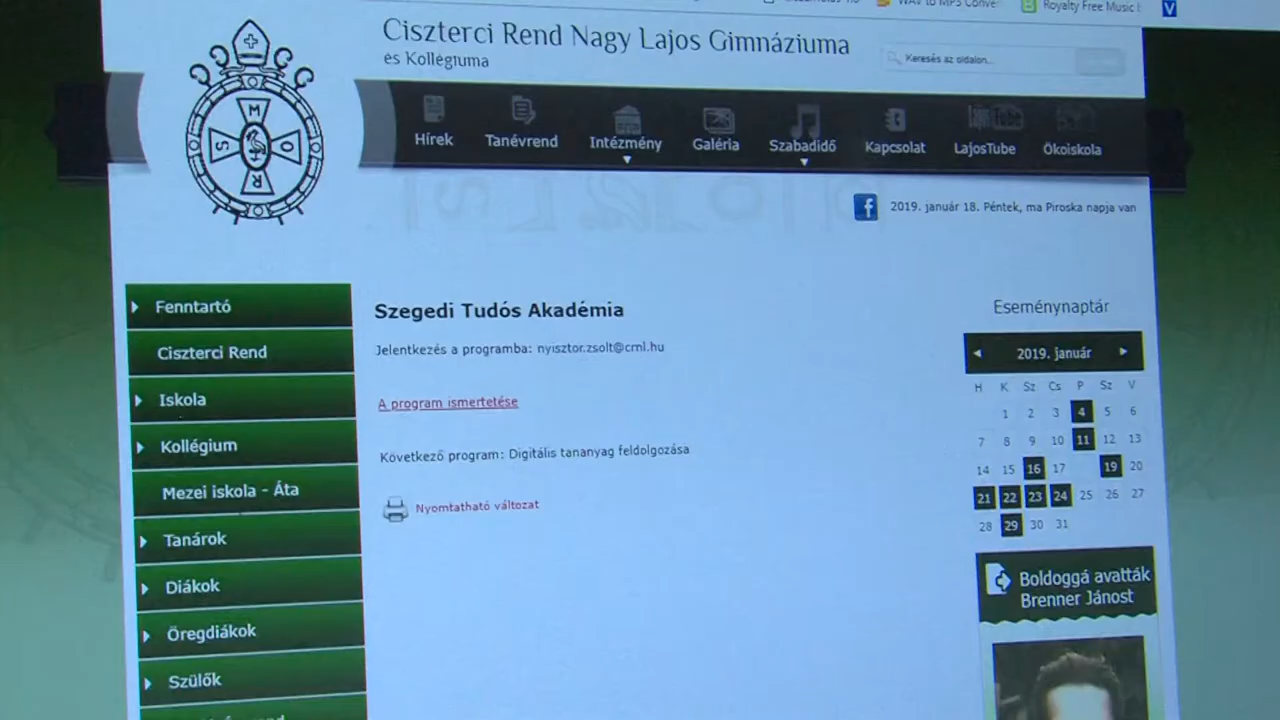 WAV to MP3 Conve
Royalty Free Music
V
Ciszterci Rend Nagy Lajos Gimnáziuma
és Kollégiuma
Keresés az oldalon...
M
S
O
R
Hírek
Tanévrend
Intézmény
Galéria
Szabadidő
Kapcsolat
LajosTube
Ökoiskola
f
2019. január 18. Péntek, ma Piroska napja van
Fenntartó
Ciszterci Rend
Iskola
Kollégium
Mezei iskola - Áta
Tanárok
Diákok
Öregdiákok
Szülők
Szegedi Tudós Akadémia
Jelentkezés a programba: nyisztor.zsolt@cml.hu
A program ismertetése
Következő program: Digitális tananyag feldolgozása
Nyomtatható változat
Eseménynaptár
2019. január
H K Sz Cs P Sz V
1 2 3 4 5 6
7 8 9 10 11 12 13
14 15 16 17 19 20
21 22 23 24 25 26 27
28 29 30 31
Boldoggá avatták
Brenner Jánost